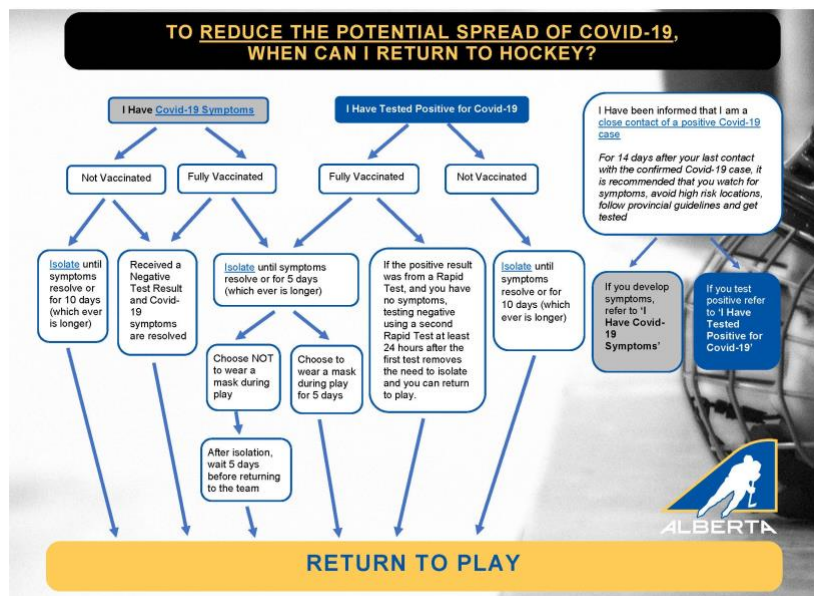 TO REDUCE THE POTENTIAL SPREAD OF COVID-19,
WHEN CAN I RETURN TO HOCKEY?
I Have Covid-19 Symptoms
I Have Tested Positive for Covid-19
I Have been informed that I am a
close contact of a positive Covid-19
case
For 14 days after your last contact
with the confirmed Covid-19 case, it
is recommended that you watch for
symptoms, avoid high risk locations,
follow provincial guidelines and get
tested
Not Vaccinated
Fully Vaccinated
Fully Vaccinated
Not Vaccinated
Isolate until
symptoms
resolve or for
for 10 days
(which ever
is longer)
Received a
Negative
Test Result
and Covid-
19
symptoms
are resolved
Isolate until symptoms
resolve or for 5 days
(which ever is longer)
If the positive result
was from a Rapid
Test, and you have
no symptoms,
testing negative
using a second
Rapid Test at least
24 hours after the
first test removes
the need to isolate
and you can return
to play.
Isolate until
symptoms
resolve or for
10 days (which
ever is longer)
If you develop
symptoms,
refer to 'I
Have Covid-
19
Symptoms'
If you test
positive refer
to 'I Have
Tested
Positive for
Covid-19'
Choose NOT
to wear a
mask during
play
Choose to
wear a mask
during play
for 5 days
After isolation,
wait 5 days
before returning
to the team
ALBERTA
RETURN TO PLAY